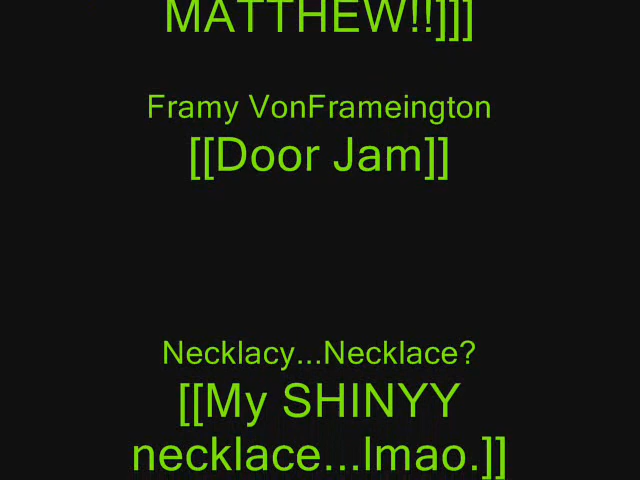 MATTHEW!!]]]
Framy VonFrameington
[[Door Jam]]
Necklacy...Necklace?
[[My SHINYY
necklace...lmao.]]